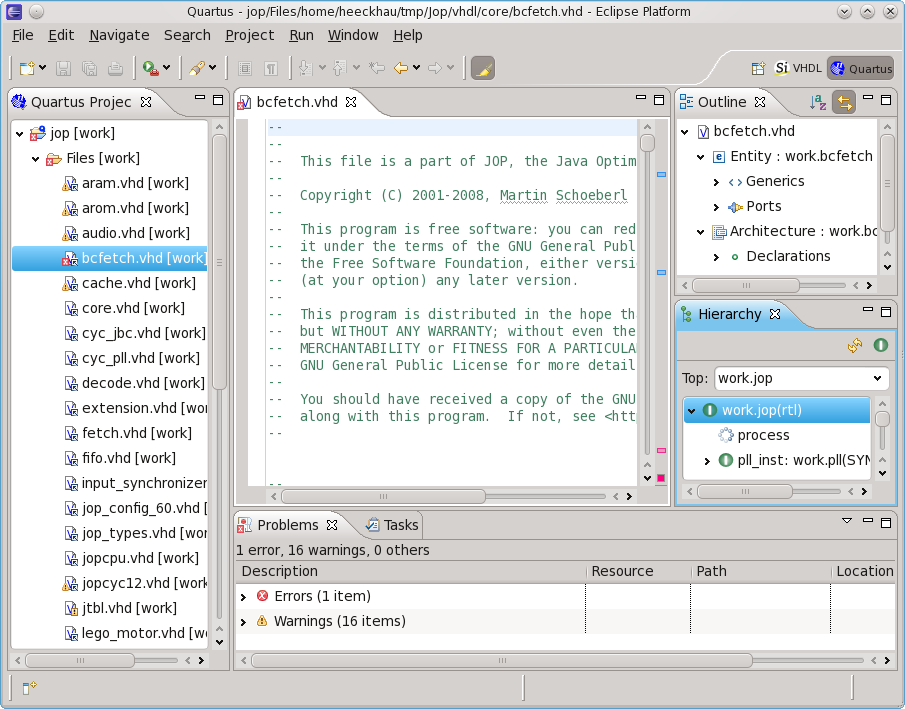 Quartus - jop/Files/home/heeckhau/tmp/Jop/vhdl/core/bcfetch.vhd - Eclipse Platform
File Edit Navigate Search Project Run Window Help
Si VHDL Quartus
Quartus Projec
jop [work]
Files [work]
aram.vhd [work]
arom.vhd [work]
audio.vhd [work]
bcfetch.vhd [work]
cache.vhd [work]
core.vhd [work]
cyc_jbc.vhd [work]
cyc_pll.vhd [work]
decode.vhd [work]
extension.vhd [wor
fetch.vhd [work]
fifo.vhd [work]
input_synchronizer
jop_config_60.vhd [
jop_types.vhd [wor
jopcpu.vhd [work]
jopcyc12.vhd [work
jtbl.vhd [work]
lego_motor.vhd [wo
bcfetch.vhd
--
--
--  This file is a part of JOP, the Java Optim
--
--  Copyright (C) 2001-2008, Martin Schoeberl
--
--  This program is free software: you can red
--  it under the terms of the GNU General Publ
--  the Free Software Foundation, either versi
--  (at your option) any later version.
--
--  This program is distributed in the hope th
--  but WITHOUT ANY WARRANTY; without even the
--  MERCHANTABILITY or FITNESS FOR A PARTICULA
--  GNU General Public License for more detail
--
--  You should have received a copy of the GNU
--  along with this program.  If not, see <htt
--
--
Outline
bcfetch.vhd
Entity : work.bcfetch
Generics
Ports
Architecture : work.bc
Declarations
Hierarchy
Top: work.jop
work.jop(rtl)
process
pll_inst: work.pll(SYN
Problems Tasks
1 error, 16 warnings, 0 others
Description Resource Path Location
Errors (1 item)
Warnings (16 items)